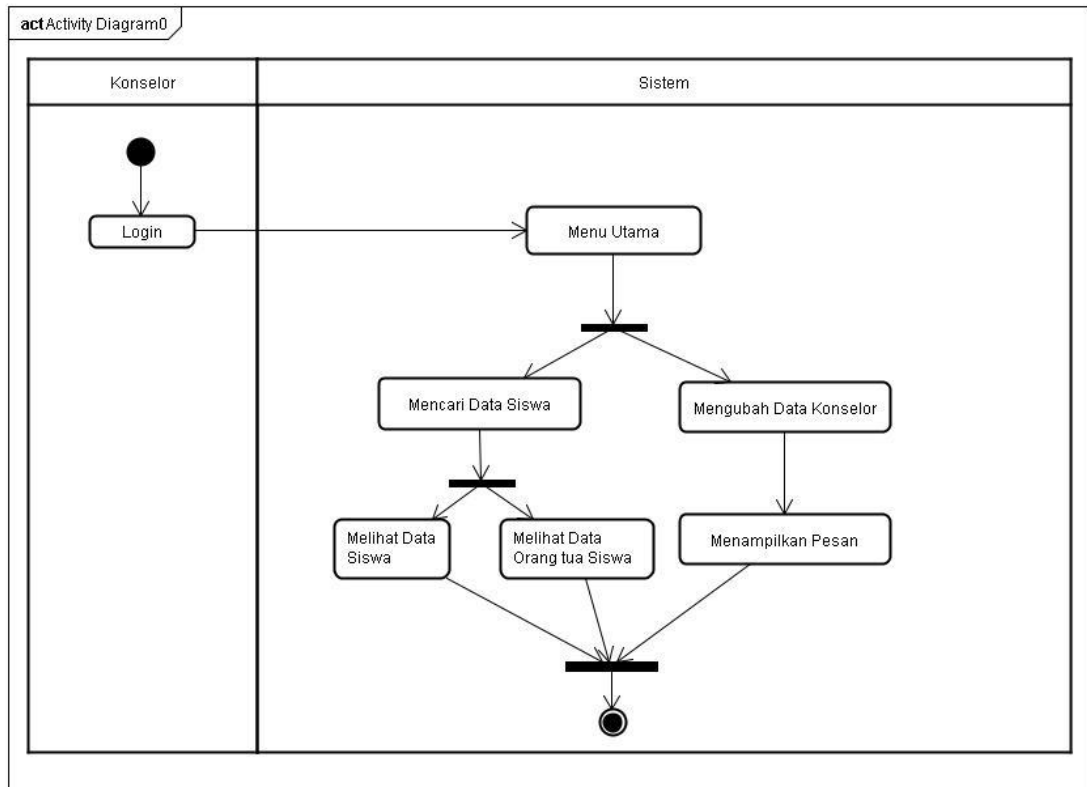 act Activity Diagram0
Konselor
Sistem
Login
Menu Utama
Mencari Data Siswa
Mengubah Data Konselor
Melihat Data
Siswa
Melihat Data
Orang tua Siswa
Menampilkan Pesan